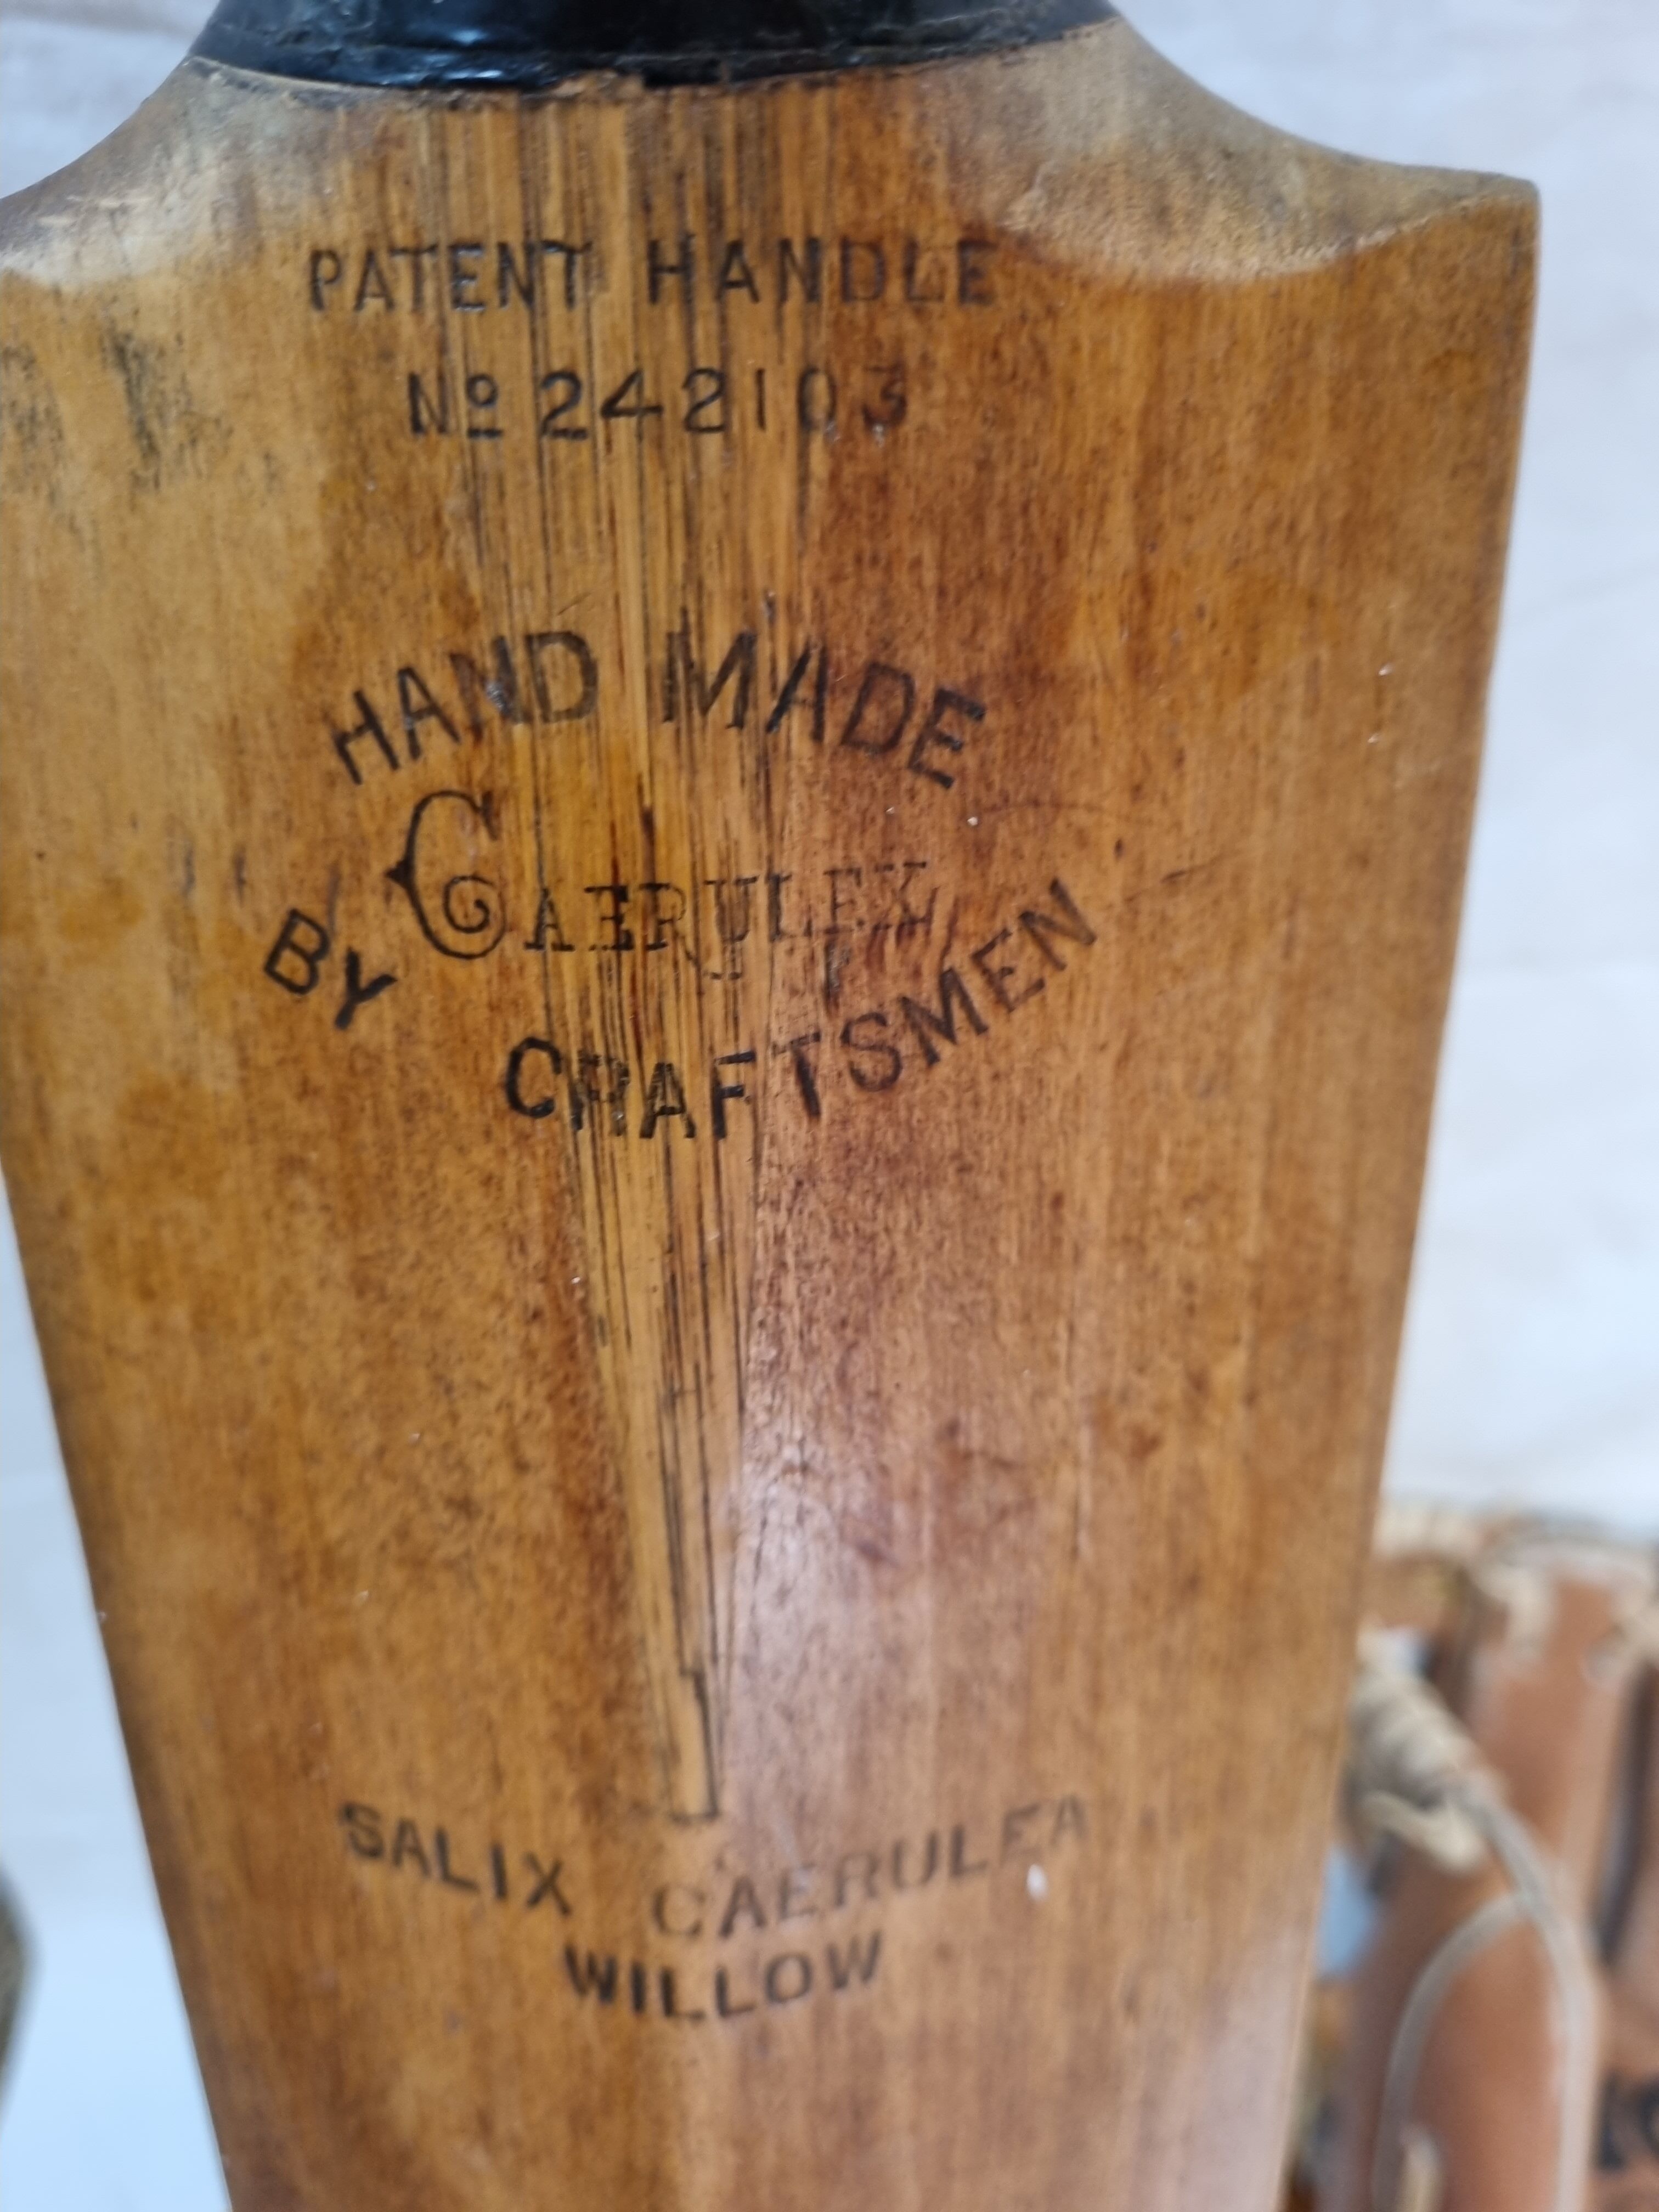 PATENT HANDLE
Nº 242103
HAND MADE
CAERULEX
BY CRAFTSMEN
SALIX CAERULEA
WILLOW